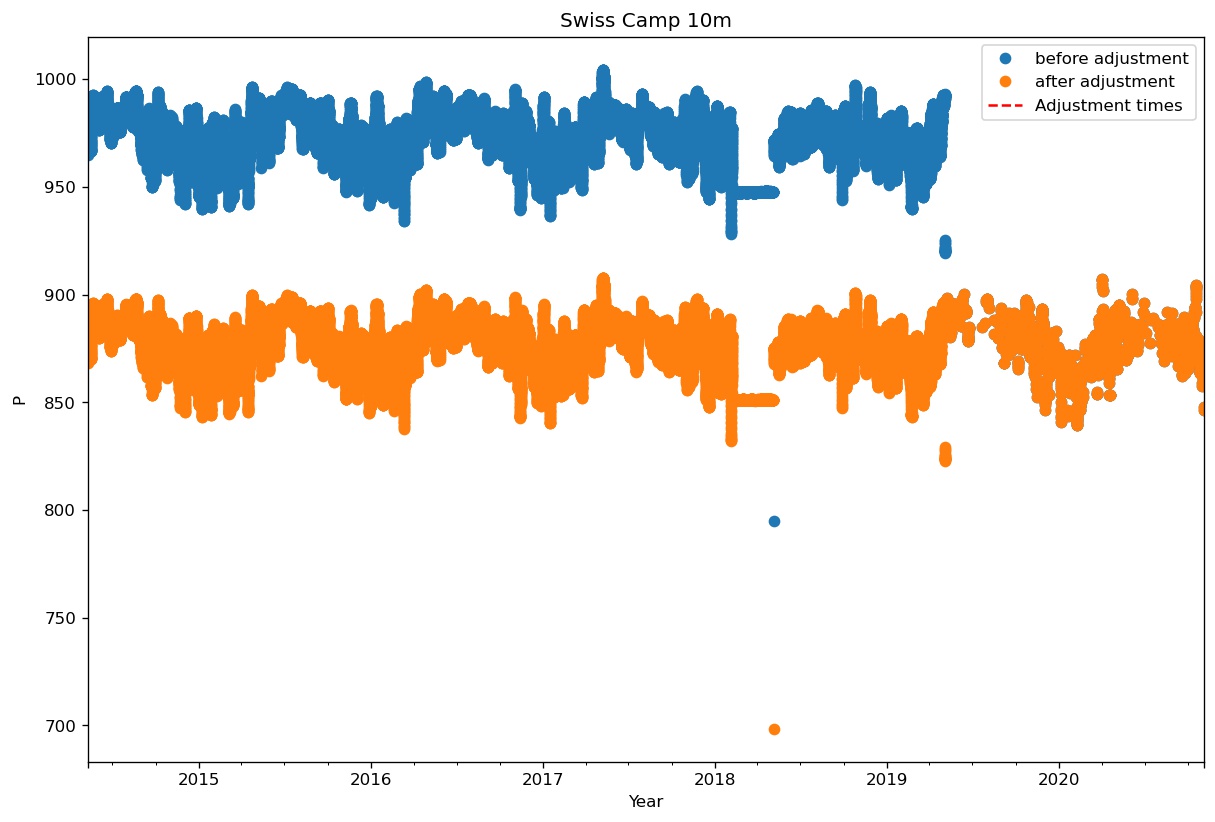 Swiss Camp 10m
before adjustment
after adjustment
Adjustment times
P
1000
950
900
850
800
750
700
2015 2016 2017 2018 2019 2020
Year